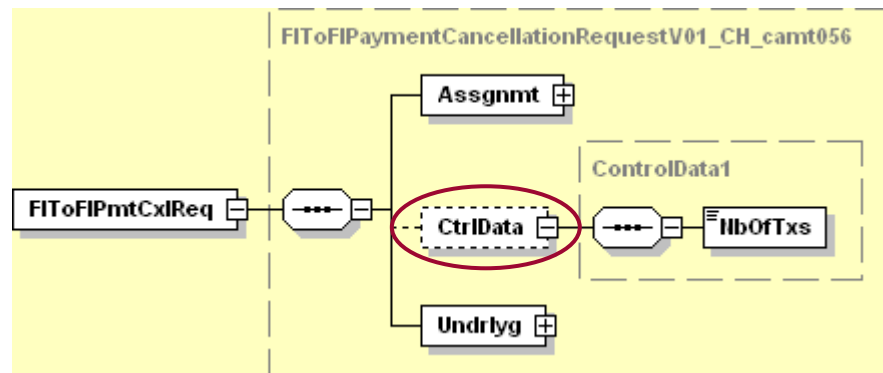 FIToFIPaymentCancellationRequestV01_CH_camt056
Assgnmt
ControlData1
FIToFIPmtCxlReq
CtrlData
NbOfTxs
Undrlyg